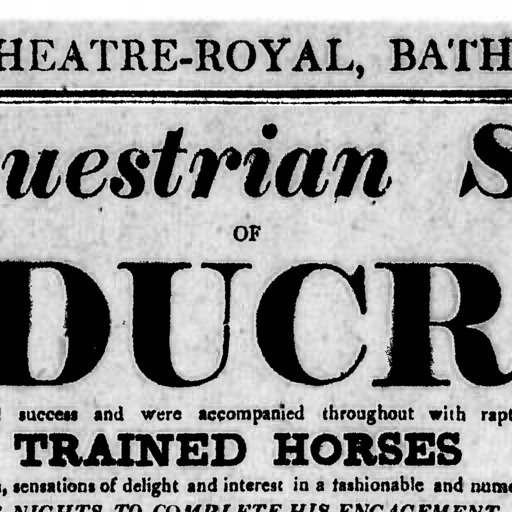 HEATRE-ROYAL, BATH
uestrian S
OF
DUCR
success and were accompanied throughout with rapt
TRAINED HORSES
, sensations of delight and interest in a fashionable and nume
NIGHTS TO COMPLETE HIS ENGAGEMENT